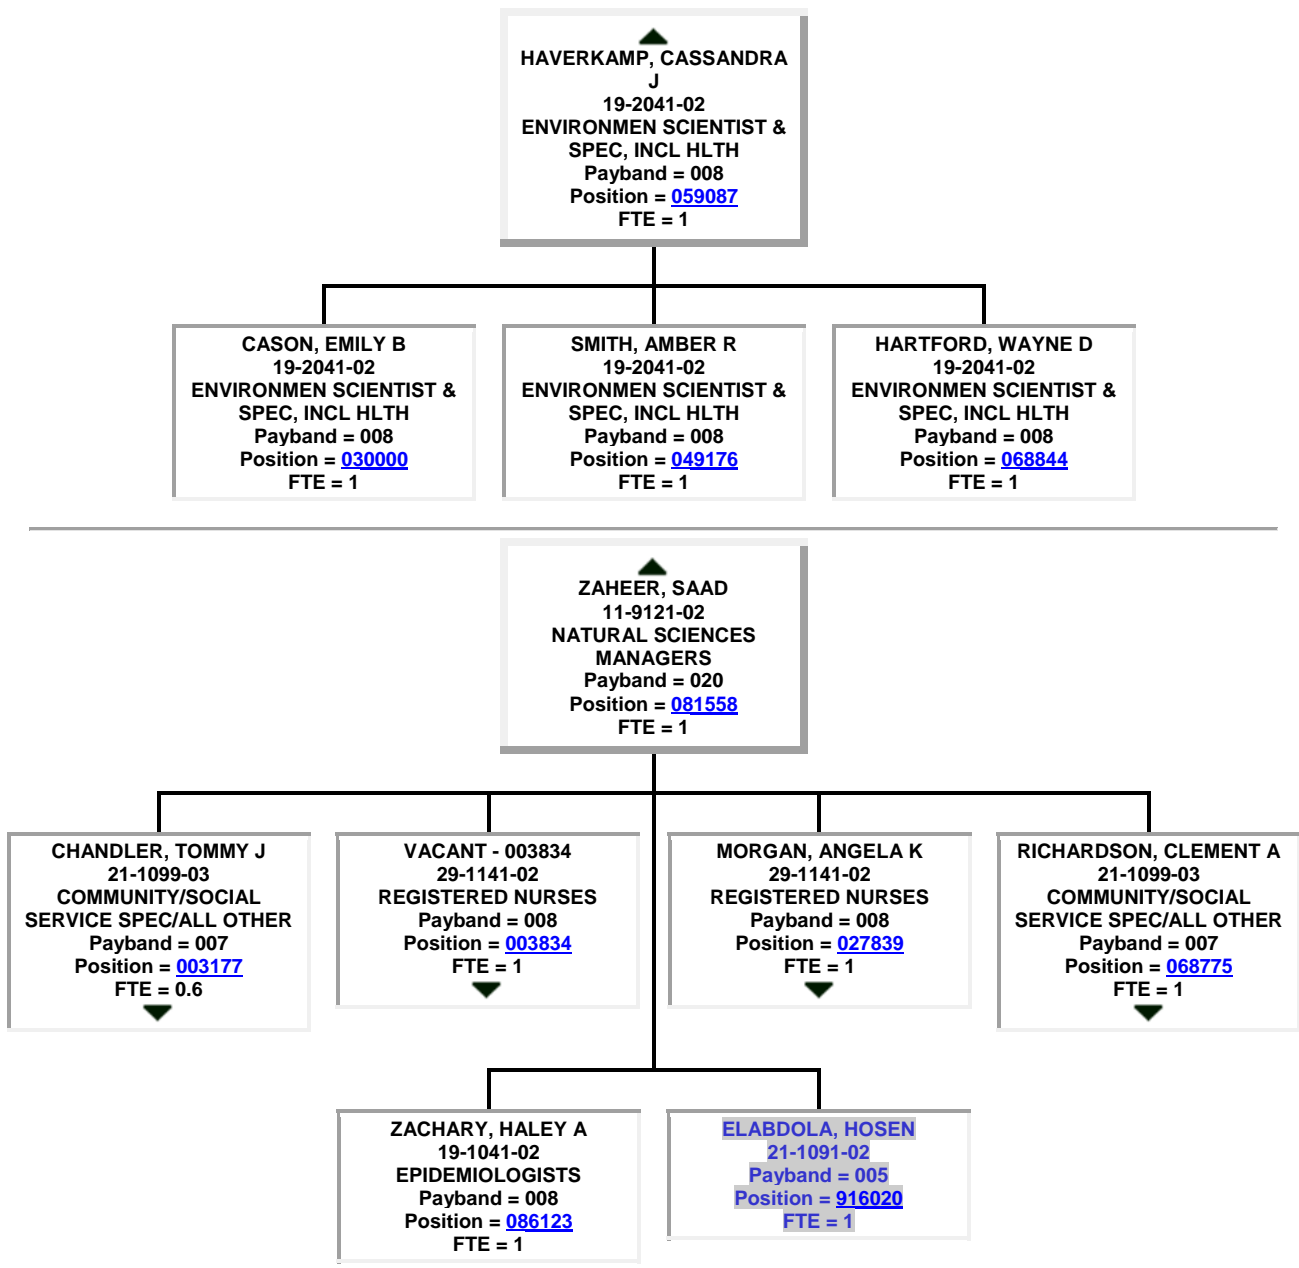 HAVERKAMP, CASSANDRA
J
19-2041-02
ENVIRONMEN SCIENTIST &
SPEC, INCL HLTH
Payband = 008
Position = 059087
FTE = 1
CASON, EMILY B
19-2041-02
ENVIRONMEN SCIENTIST &
SPEC, INCL HLTH
Payband = 008
Position = 030000
FTE = 1
SMITH, AMBER R
19-2041-02
ENVIRONMEN SCIENTIST &
SPEC, INCL HLTH
Payband = 008
Position = 049176
FTE = 1
HARTFORD, WAYNE D
19-2041-02
ENVIRONMEN SCIENTIST &
SPEC, INCL HLTH
Payband = 008
Position = 068844
FTE = 1
ZAHEER, SAAD
11-9121-02
NATURAL SCIENCES
MANAGERS
Payband = 020
Position = 081558
FTE = 1
CHANDLER, TOMMY J
21-1099-03
COMMUNITY/SOCIAL
SERVICE SPEC/ALL OTHER
Payband = 007
Position = 003177
FTE = 0.6
VACANT - 003834
29-1141-02
REGISTERED NURSES
Payband = 008
Position = 003834
FTE = 1
MORGAN, ANGELA K
29-1141-02
REGISTERED NURSES
Payband = 008
Position = 027839
FTE = 1
RICHARDSON, CLEMENT A
21-1099-03
COMMUNITY/SOCIAL
SERVICE SPEC/ALL OTHER
Payband = 007
Position = 068775
FTE = 1
ZACHARY, HALEY A
19-1041-02
EPIDEMIOLOGISTS
Payband = 008
Position = 086123
FTE = 1
ELABDOLA, HOSEN
21-1091-02
Payband = 005
Position = 916020
FTE = 1